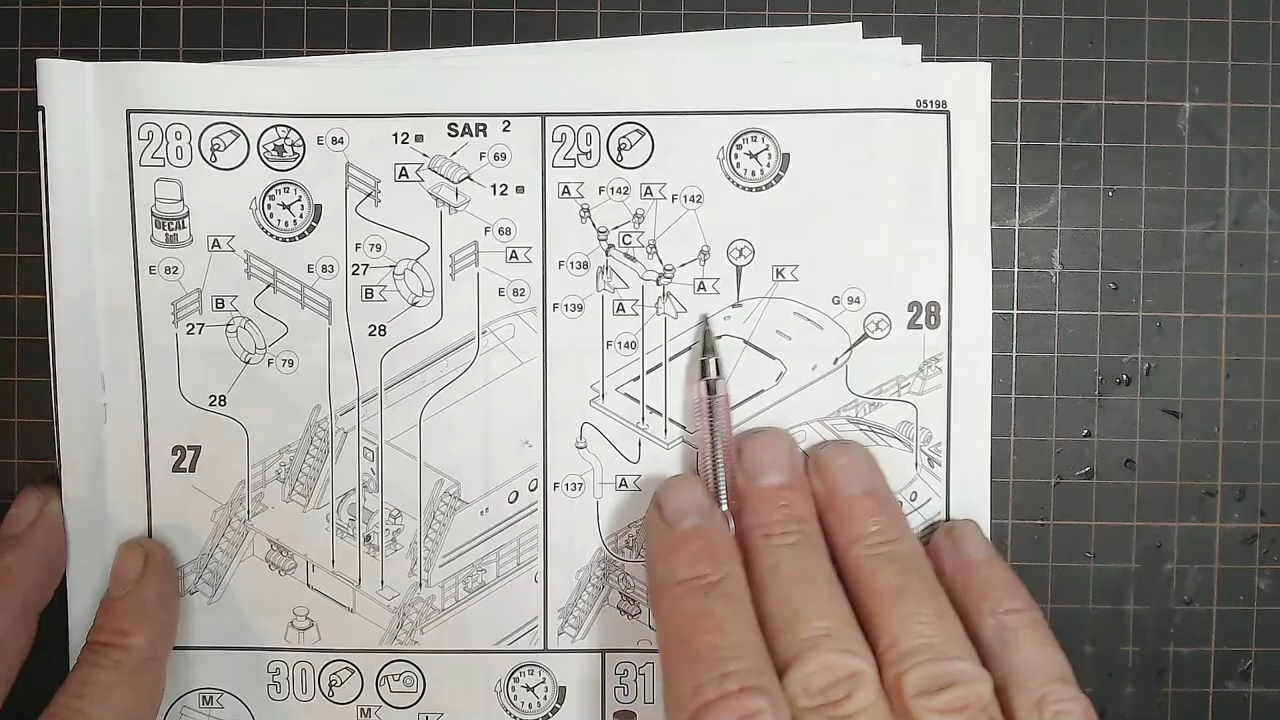 05198
28
E 84
12
SAR 2
F 69
A
12
DECAL
Soft
A
F 68
E 82
E 83
F 79
27
A
B
B
E 82
27
28
F 79
28
27
29
A
F 142
A
F 142
C
F 138
K
A
F 139
A
G 94
28
F 140
F 137
A
30
31
M
M